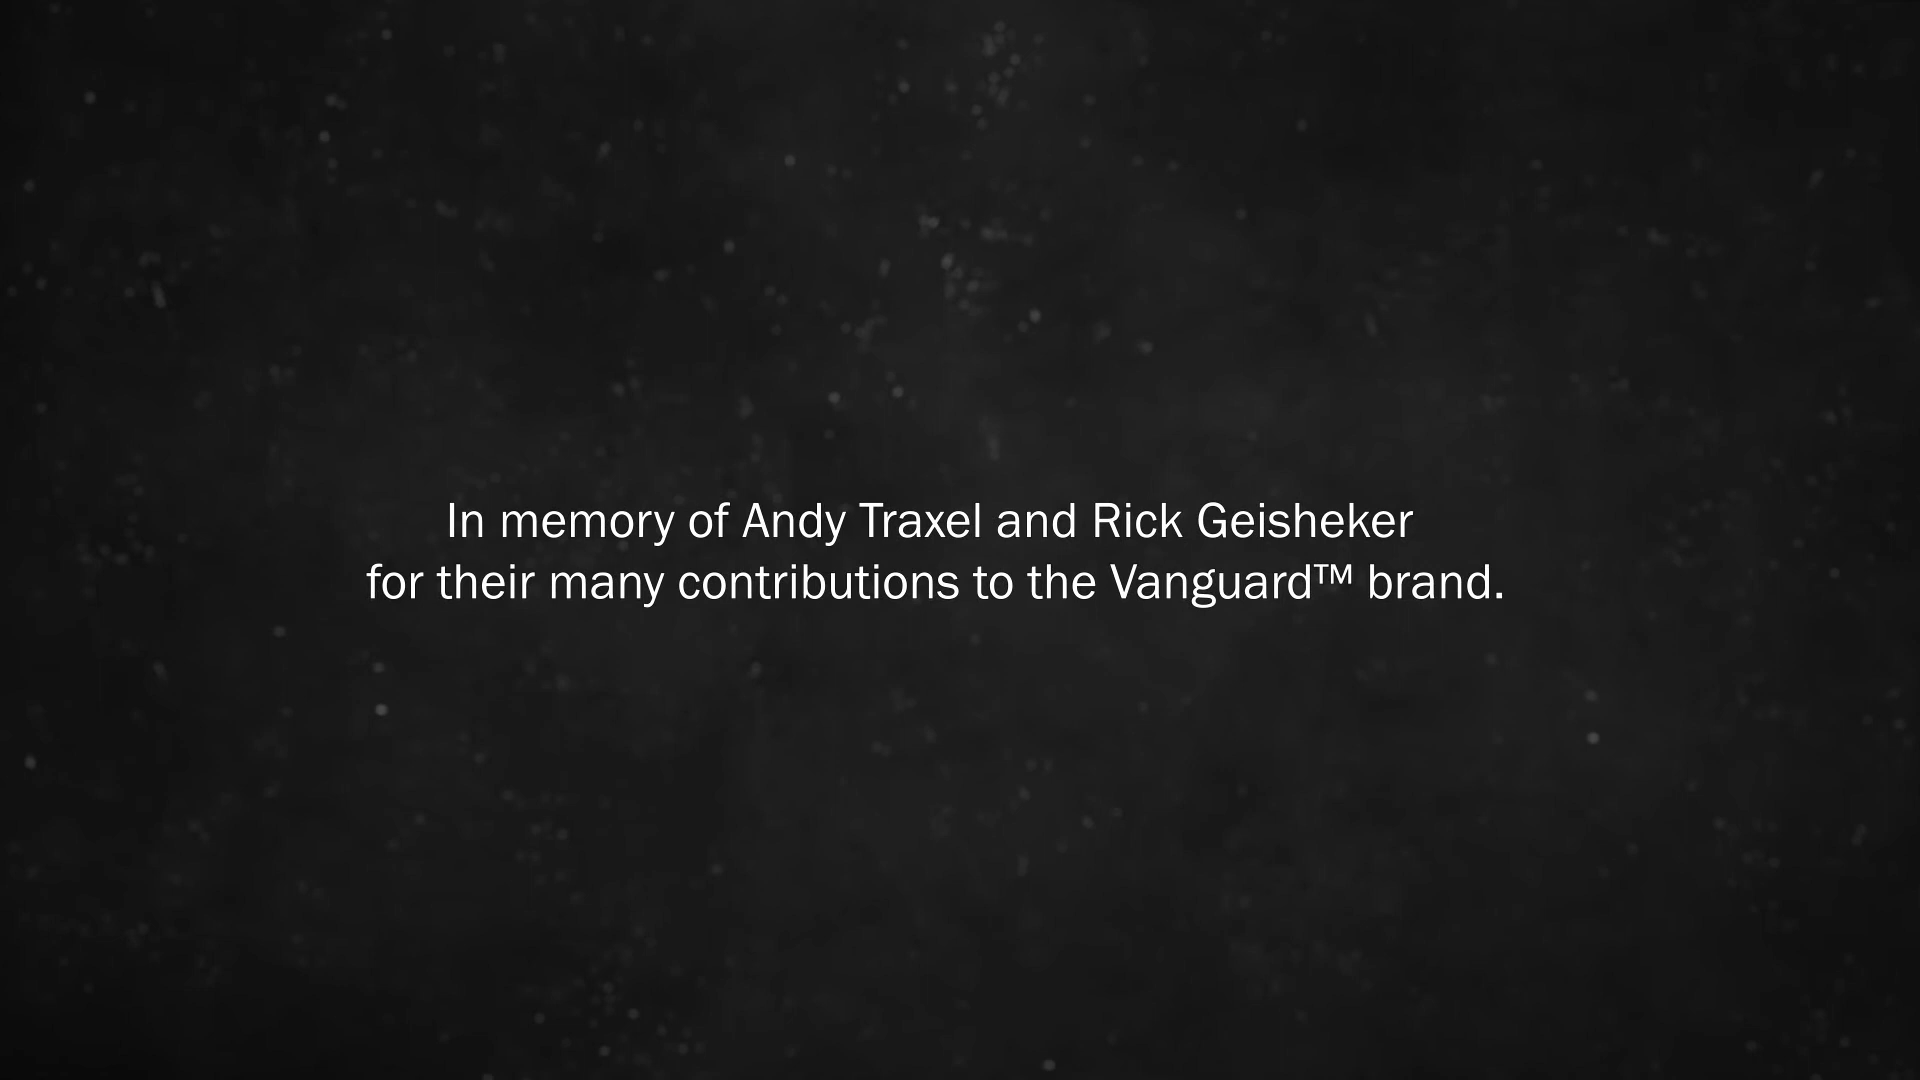 In memory of Andy Traxel and Rick Geisheker
for their many contributions to the Vanguard™ brand.